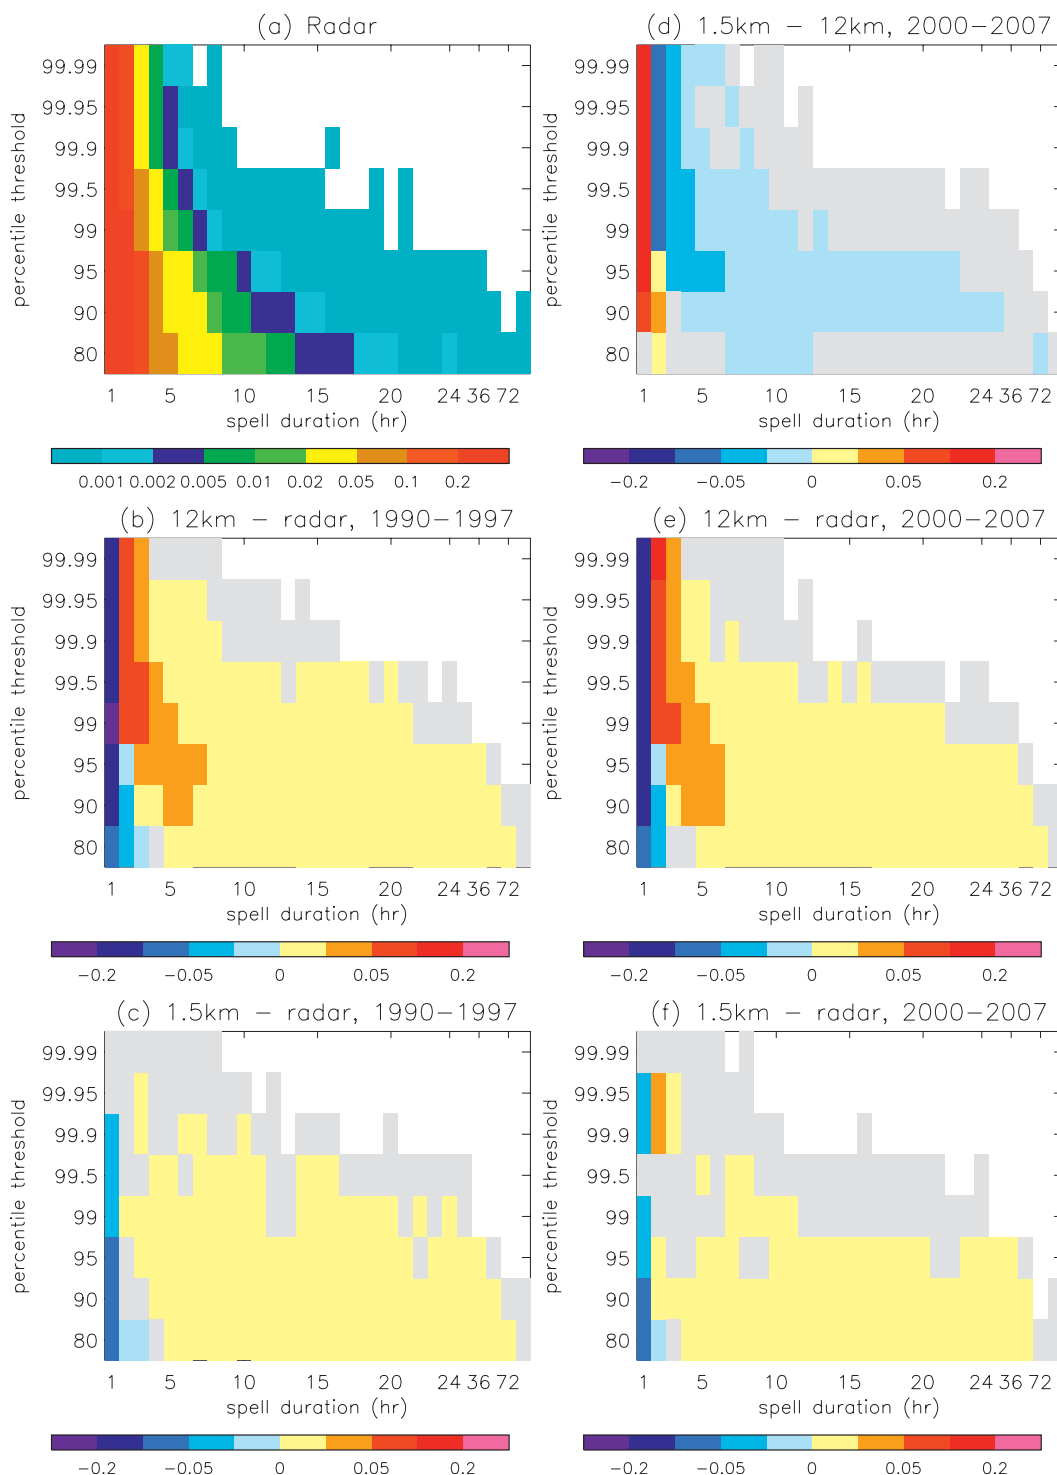 (a) Radar
percentile threshold
99.99
99.95
99.9
99.5
99
95
90
80
1 5 10 15 20 24 36 72
spell duration (hr)
0.001 0.002 0.005 0.01 0.02 0.05 0.1 0.2
(d) 1.5km − 12km, 2000−2007
percentile threshold
99.99
99.95
99.9
99.5
99
95
90
80
1 5 10 15 20 24 36 72
spell duration (hr)
−0.2 −0.05 0 0.05 0.2
(b) 12km − radar, 1990−1997
percentile threshold
99.99
99.95
99.9
99.5
99
95
90
80
1 5 10 15 20 24 36 72
spell duration (hr)
−0.2 −0.05 0 0.05 0.2
(e) 12km − radar, 2000−2007
percentile threshold
99.99
99.95
99.9
99.5
99
95
90
80
1 5 10 15 20 24 36 72
spell duration (hr)
−0.2 −0.05 0 0.05 0.2
(c) 1.5km − radar, 1990−1997
percentile threshold
99.99
99.95
99.9
99.5
99
95
90
80
1 5 10 15 20 24 36 72
spell duration (hr)
−0.2 −0.05 0 0.05 0.2
(f) 1.5km − radar, 2000−2007
percentile threshold
99.99
99.95
99.9
99.5
99
95
90
80
1 5 10 15 20 24 36 72
spell duration (hr)
−0.2 −0.05 0 0.05 0.2